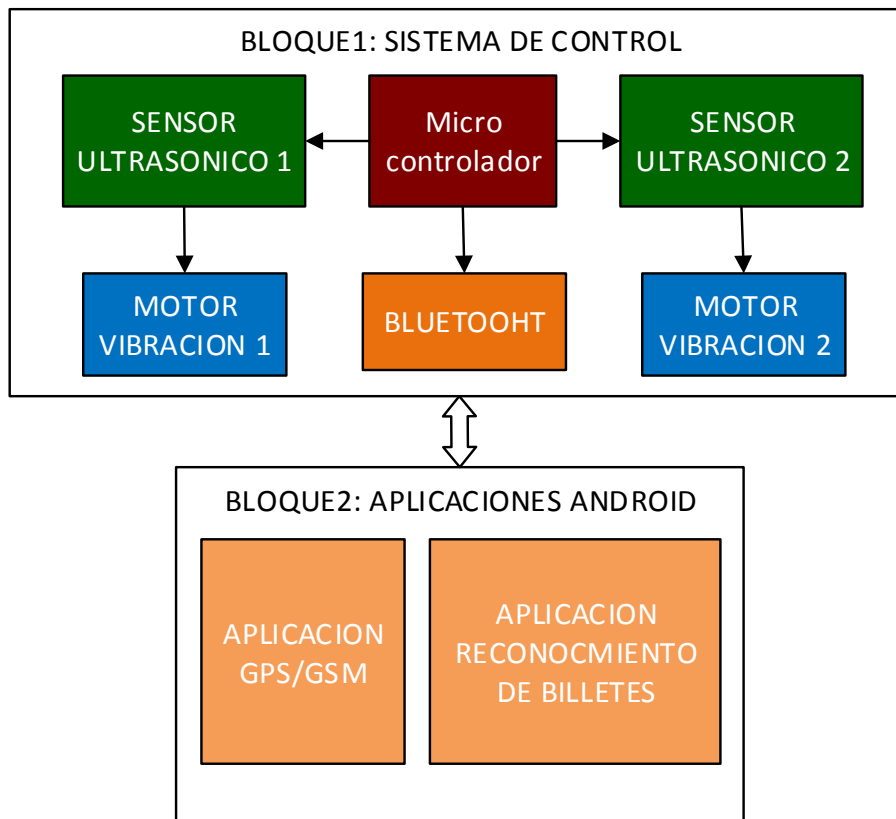 BLOQUE1: SISTEMA DE CONTROL
SENSOR
ULTRASONICO 1
Micro
controlador
SENSOR
ULTRASONICO 2
MOTOR
VIBRACION 1
BLUETOOHT
MOTOR
VIBRACION 2
BLOQUE2: APLICACIONES ANDROID
APLICACION
GPS/GSM
APLICACION
RECONOCMIENTO
DE BILLETES